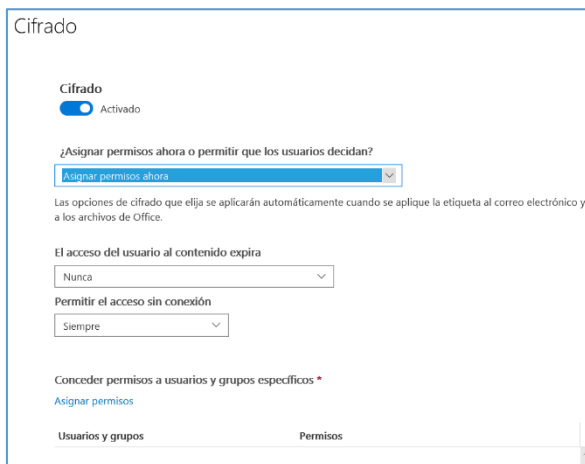 Cifrado
Cifrado
Activado
¿Asignar permisos ahora o permitir que los usuarios decidan?
Asignar permisos ahora
Las opciones de cifrado que elija se aplicarán automáticamente cuando se aplique la etiqueta al correo electrónico y
a los archivos de Office.
El acceso del usuario al contenido expira
Nunca
Permitir el acceso sin conexión
Siempre
Conceder permisos a usuarios y grupos específicos *
Asignar permisos
Usuarios y grupos Permisos